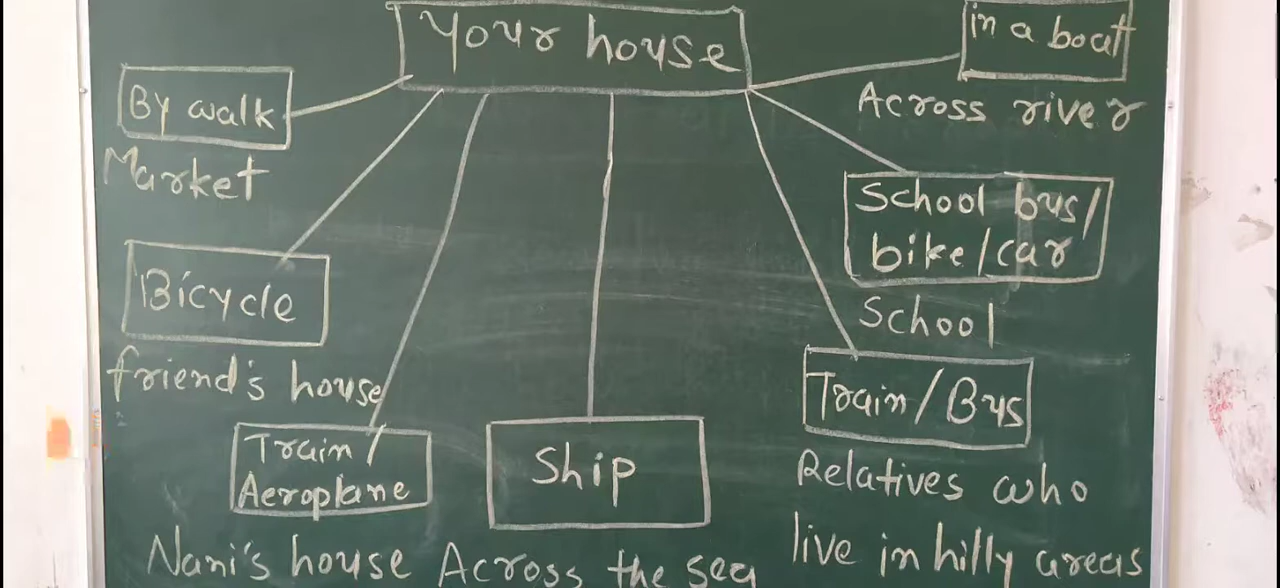 Your house
in a boat
Across river
By walk
Market
School bus/
bike/car
School
Bicycle
friend's house
Train/Bus
Relatives who
live in hilly areas
Train/
Aeroplane
Nani's house
Ship
Across the sea